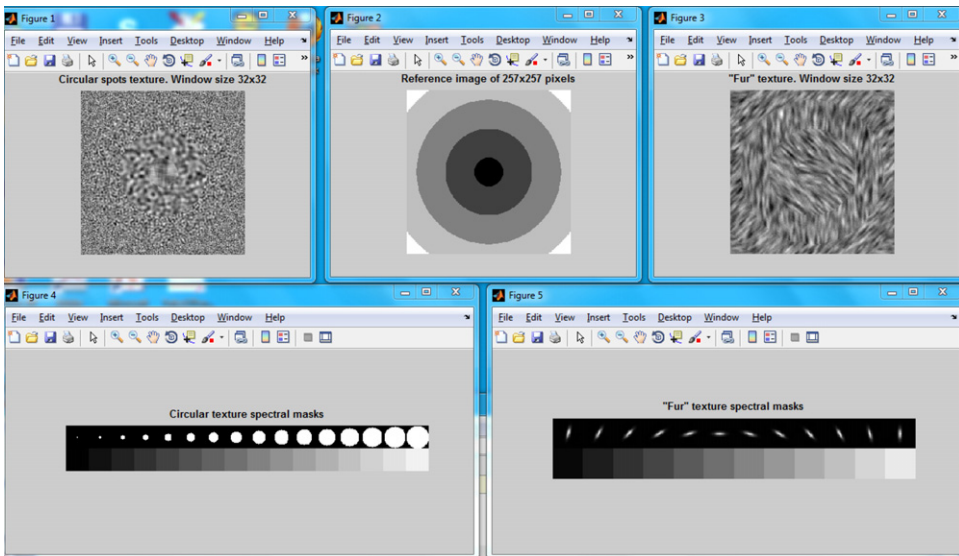 Figure 1
File Edit View Insert Tools Desktop Window Help
Circular spots texture. Window size 32x32
Figure 2
File Edit View Insert Tools Desktop Window Help
Reference image of 257x257 pixels
Figure 3
File Edit View Insert Tools Desktop Window Help
"Fur" texture. Window size 32x32
Figure 4
File Edit View Insert Tools Desktop Window Help
Circular texture spectral masks
Figure 5
File Edit View Insert Tools Desktop Window Help
"Fur" texture spectral masks